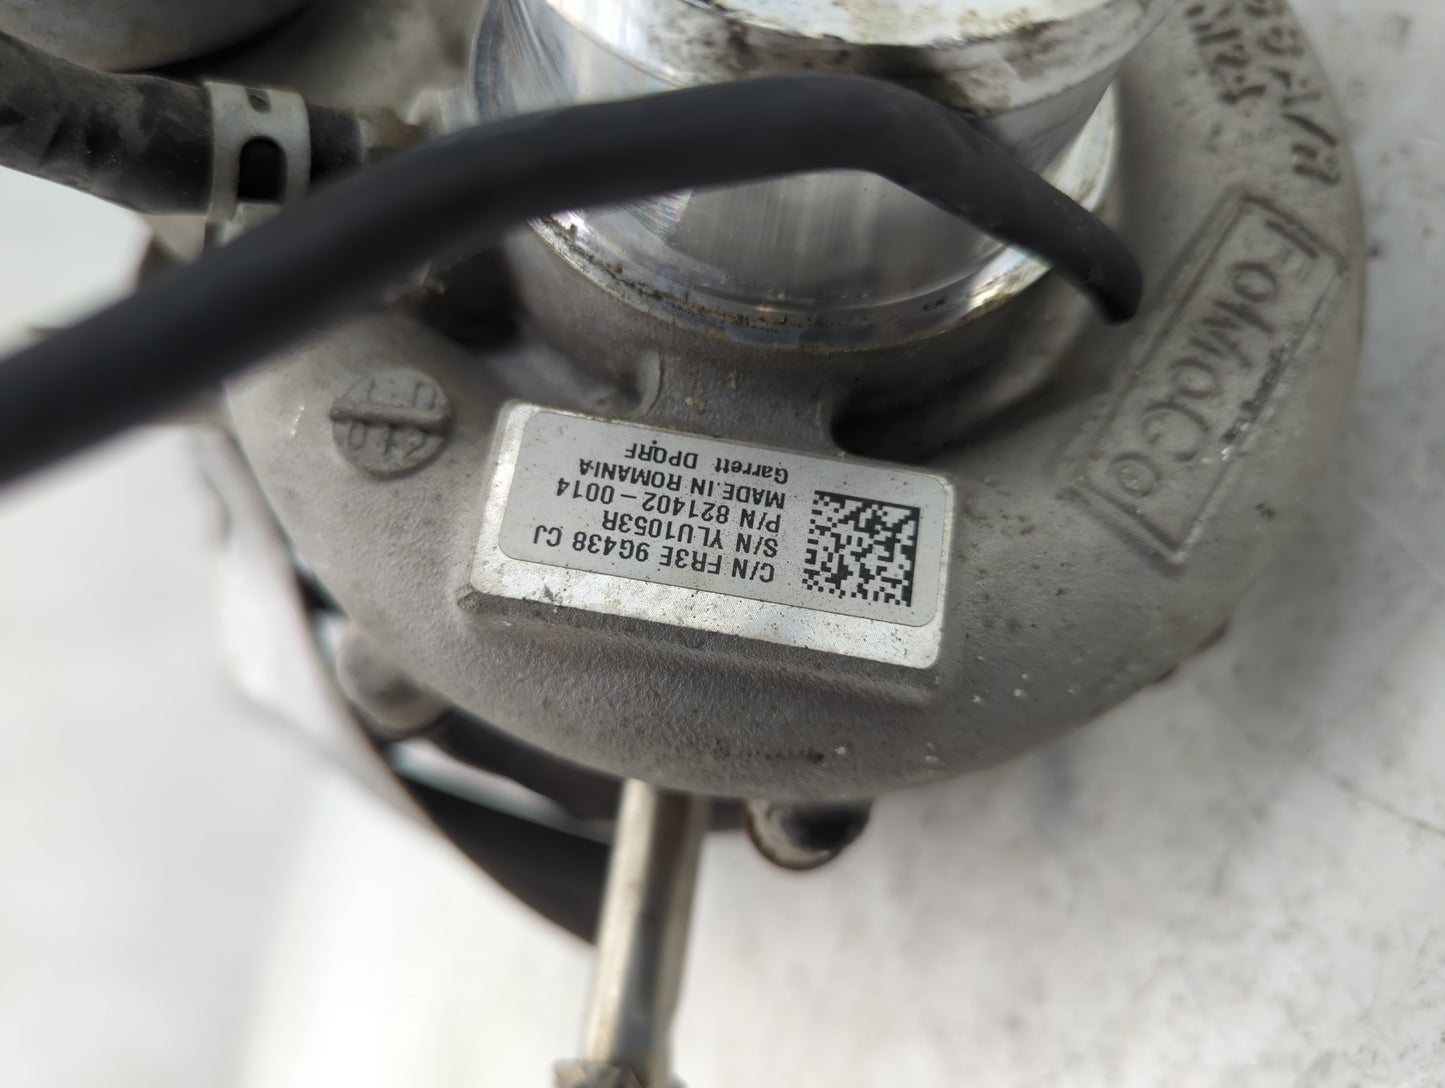 C/N FR3E 9G438 CJ
S/N YLU1053R
P/N 821402-0014
MADE IN ROMANIA
Garrett DPQRF
FoMoCo